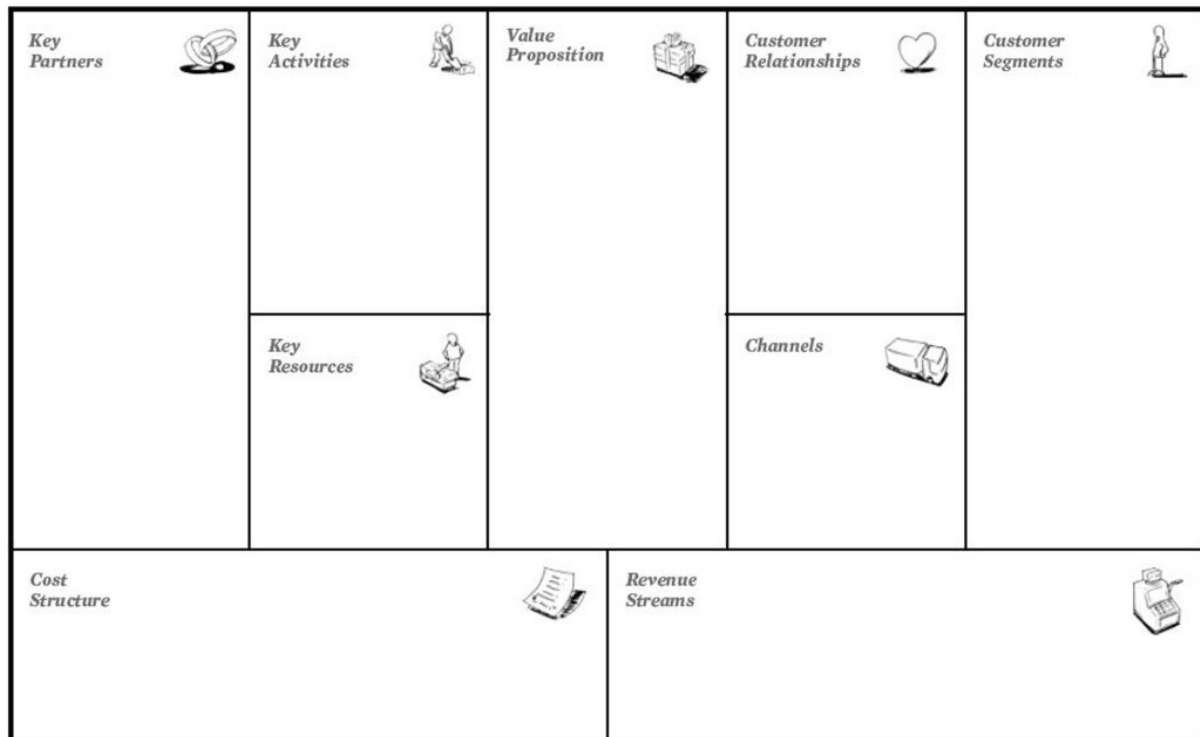 Key
Partners
Key
Activities
Value
Proposition
Customer
Relationships
Customer
Segments
Key
Resources
Channels
Cost
Structure
Revenue
Streams